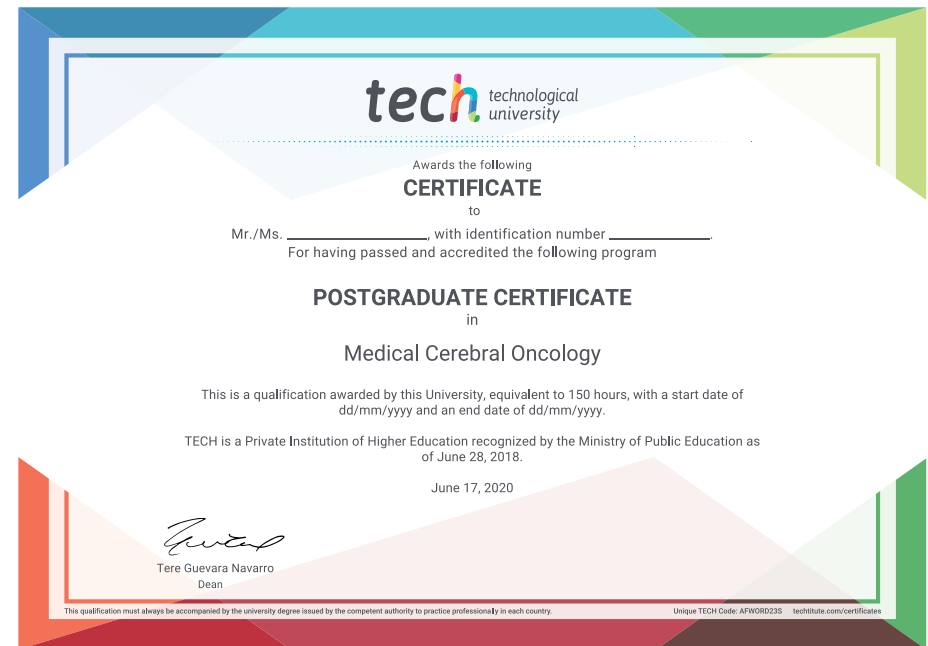 tech technological
university
Awards the following
CERTIFICATE
to
Mr./Ms. ____________________, with identification number ______________.
For having passed and accredited the following program
POSTGRADUATE CERTIFICATE
in
Medical Cerebral Oncology
This is a qualification awarded by this University, equivalent to 150 hours, with a start date of
dd/mm/yyyy and an end date of dd/mm/yyyy.
TECH is a Private Institution of Higher Education recognized by the Ministry of Public Education as
of June 28, 2018.
June 17, 2020
Tere Guevara Navarro
Dean
This qualification must always be accompanied by the university degree issued by the competent authority to practice professionally in each country.
Unique TECH Code: AFWORD23S techtitute.com/certificates